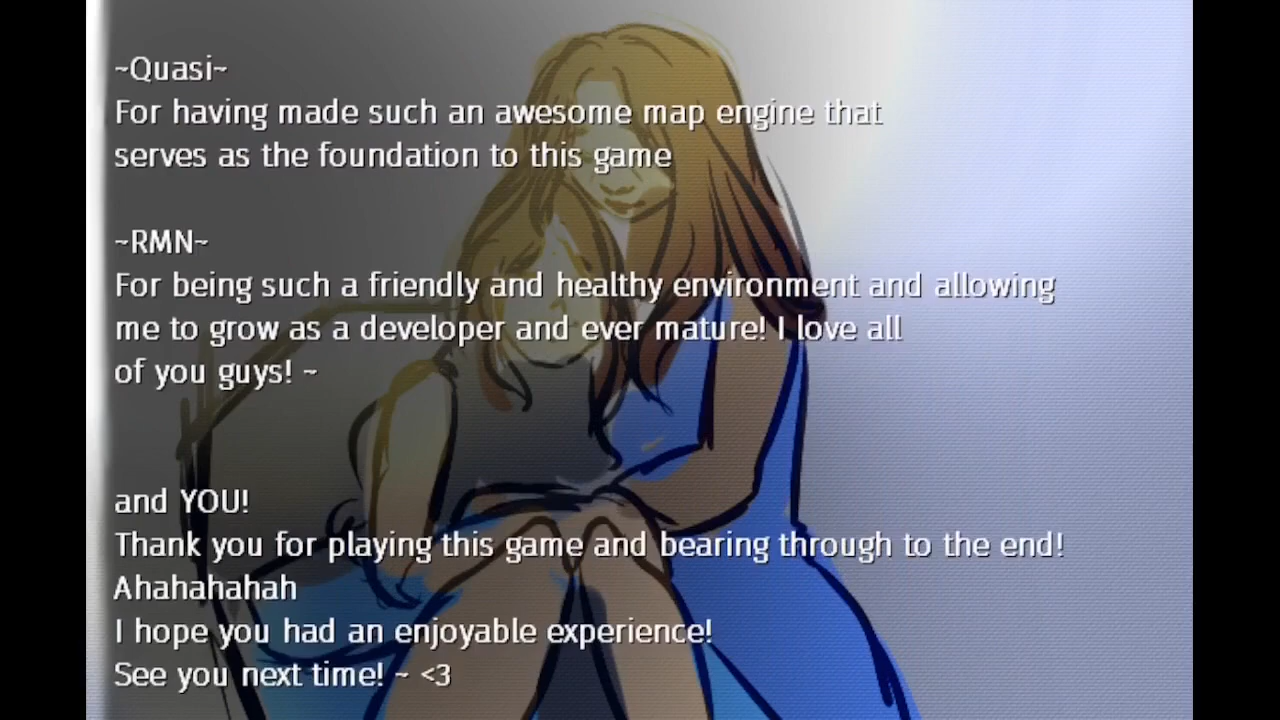 ~Quasi~
For having made such an awesome map engine that
serves as the foundation to this game
~RMN~
For being such a friendly and healthy environment and allowing
me to grow as a developer and ever mature! I love all
of you guys! ~
and YOU!
Thank you for playing this game and bearing through to the end!
Ahahahahah
I hope you had an enjoyable experience!
See you next time! ~ <3